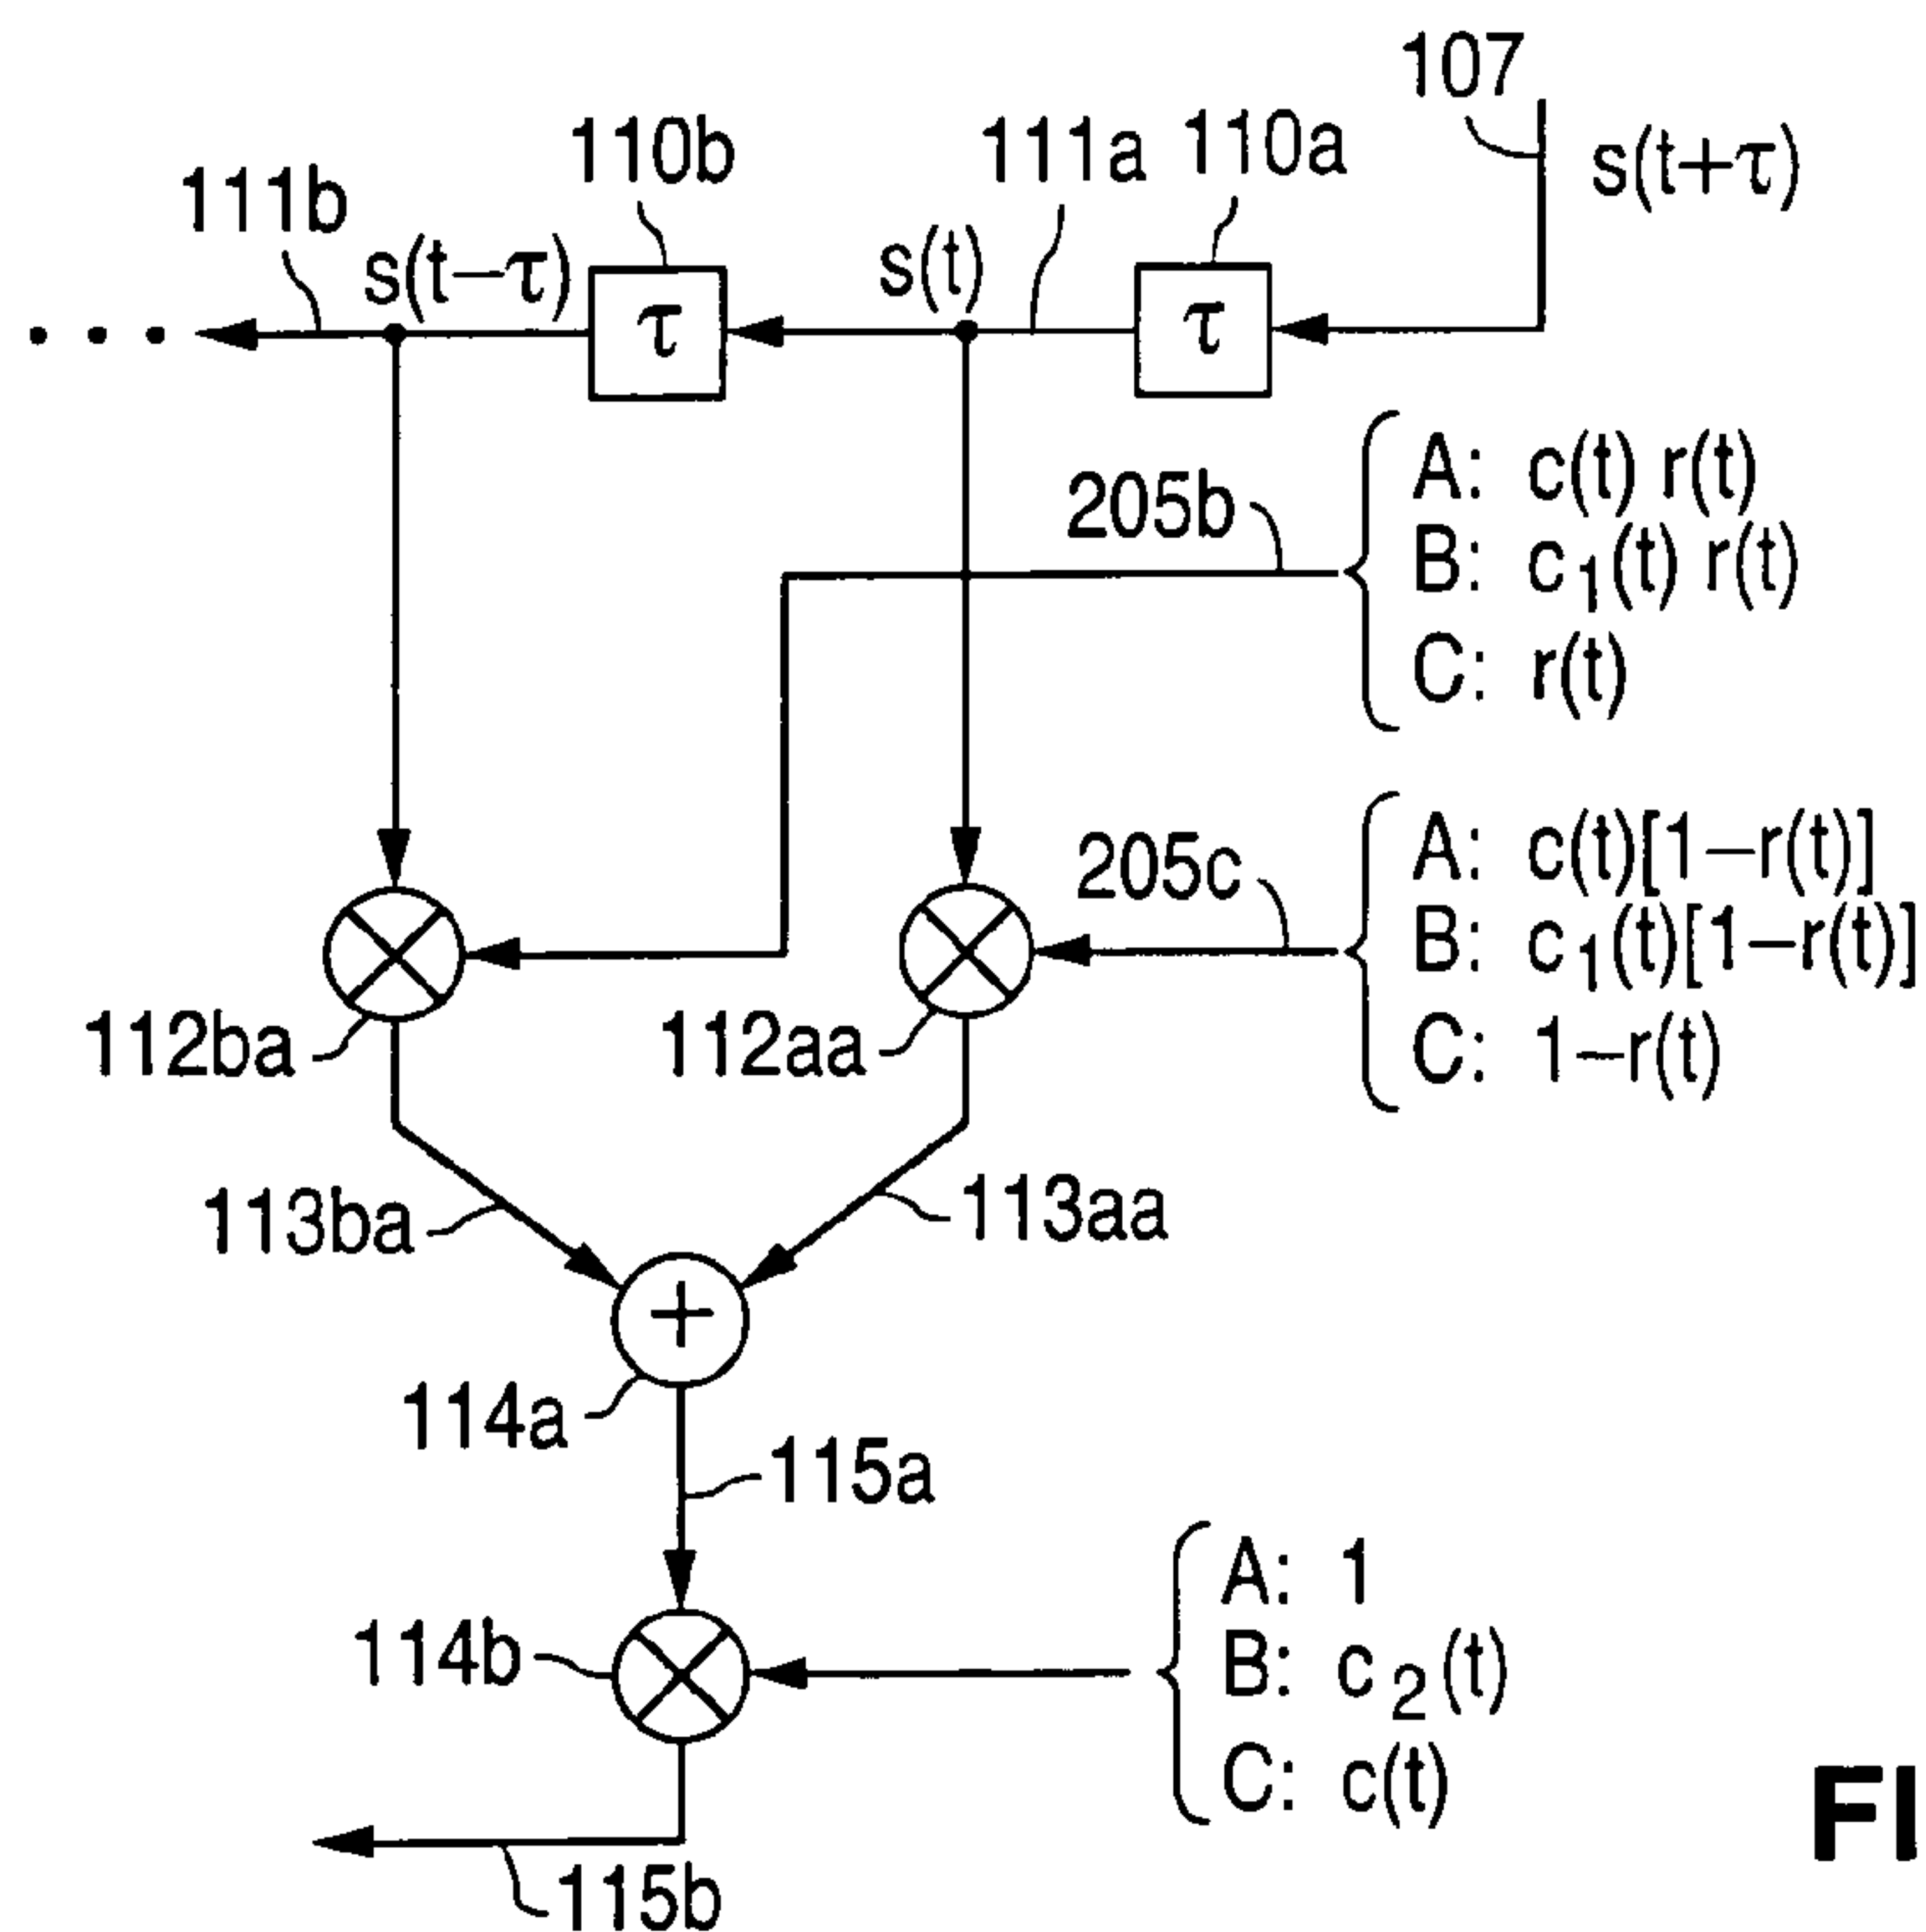 107
s(t+τ)
110b
111a
110a
111b
s(t−τ)
s(t)
τ
τ
205b
A: c(t) r(t)
B: c1(t) r(t)
C: r(t)
205c
A: c(t)[1−r(t)]
B: c1(t)[1−r(t)]
C: 1−r(t)
112ba
112aa
113ba
113aa
+
114a
115a
A: 1
B: c2(t)
C: c(t)
114b
115b
FI